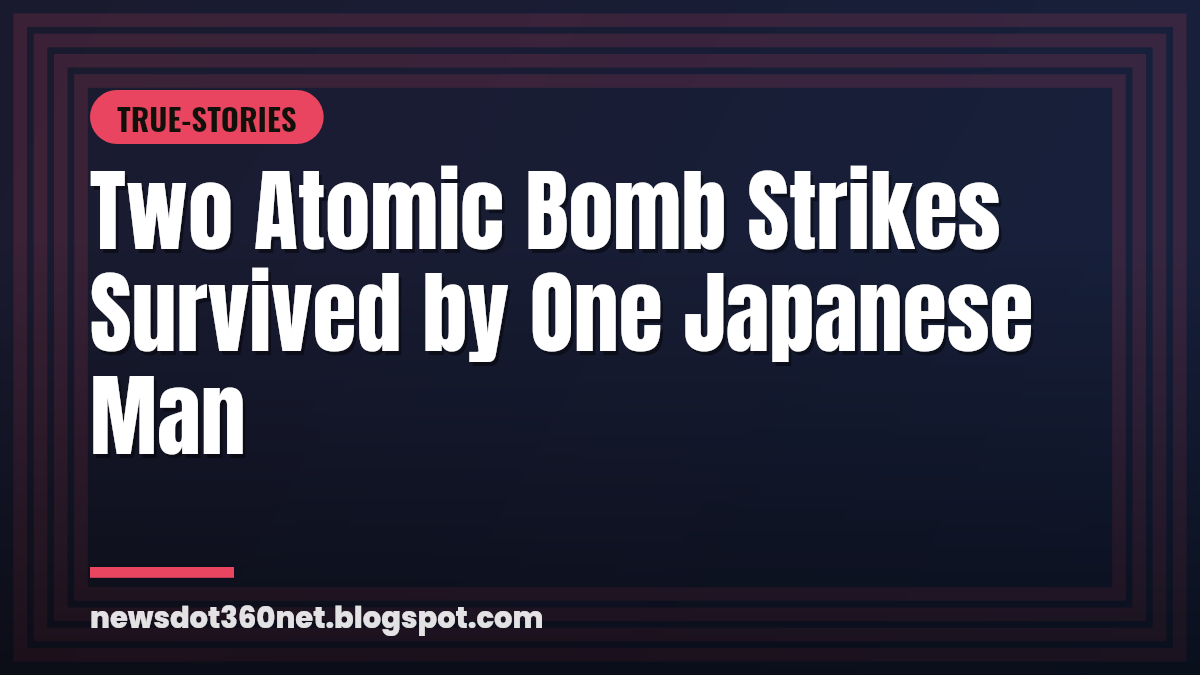 TRUE-STORIES
Two Atomic Bomb Strikes
Survived by One Japanese
Man
newsdot360net.blogspot.com